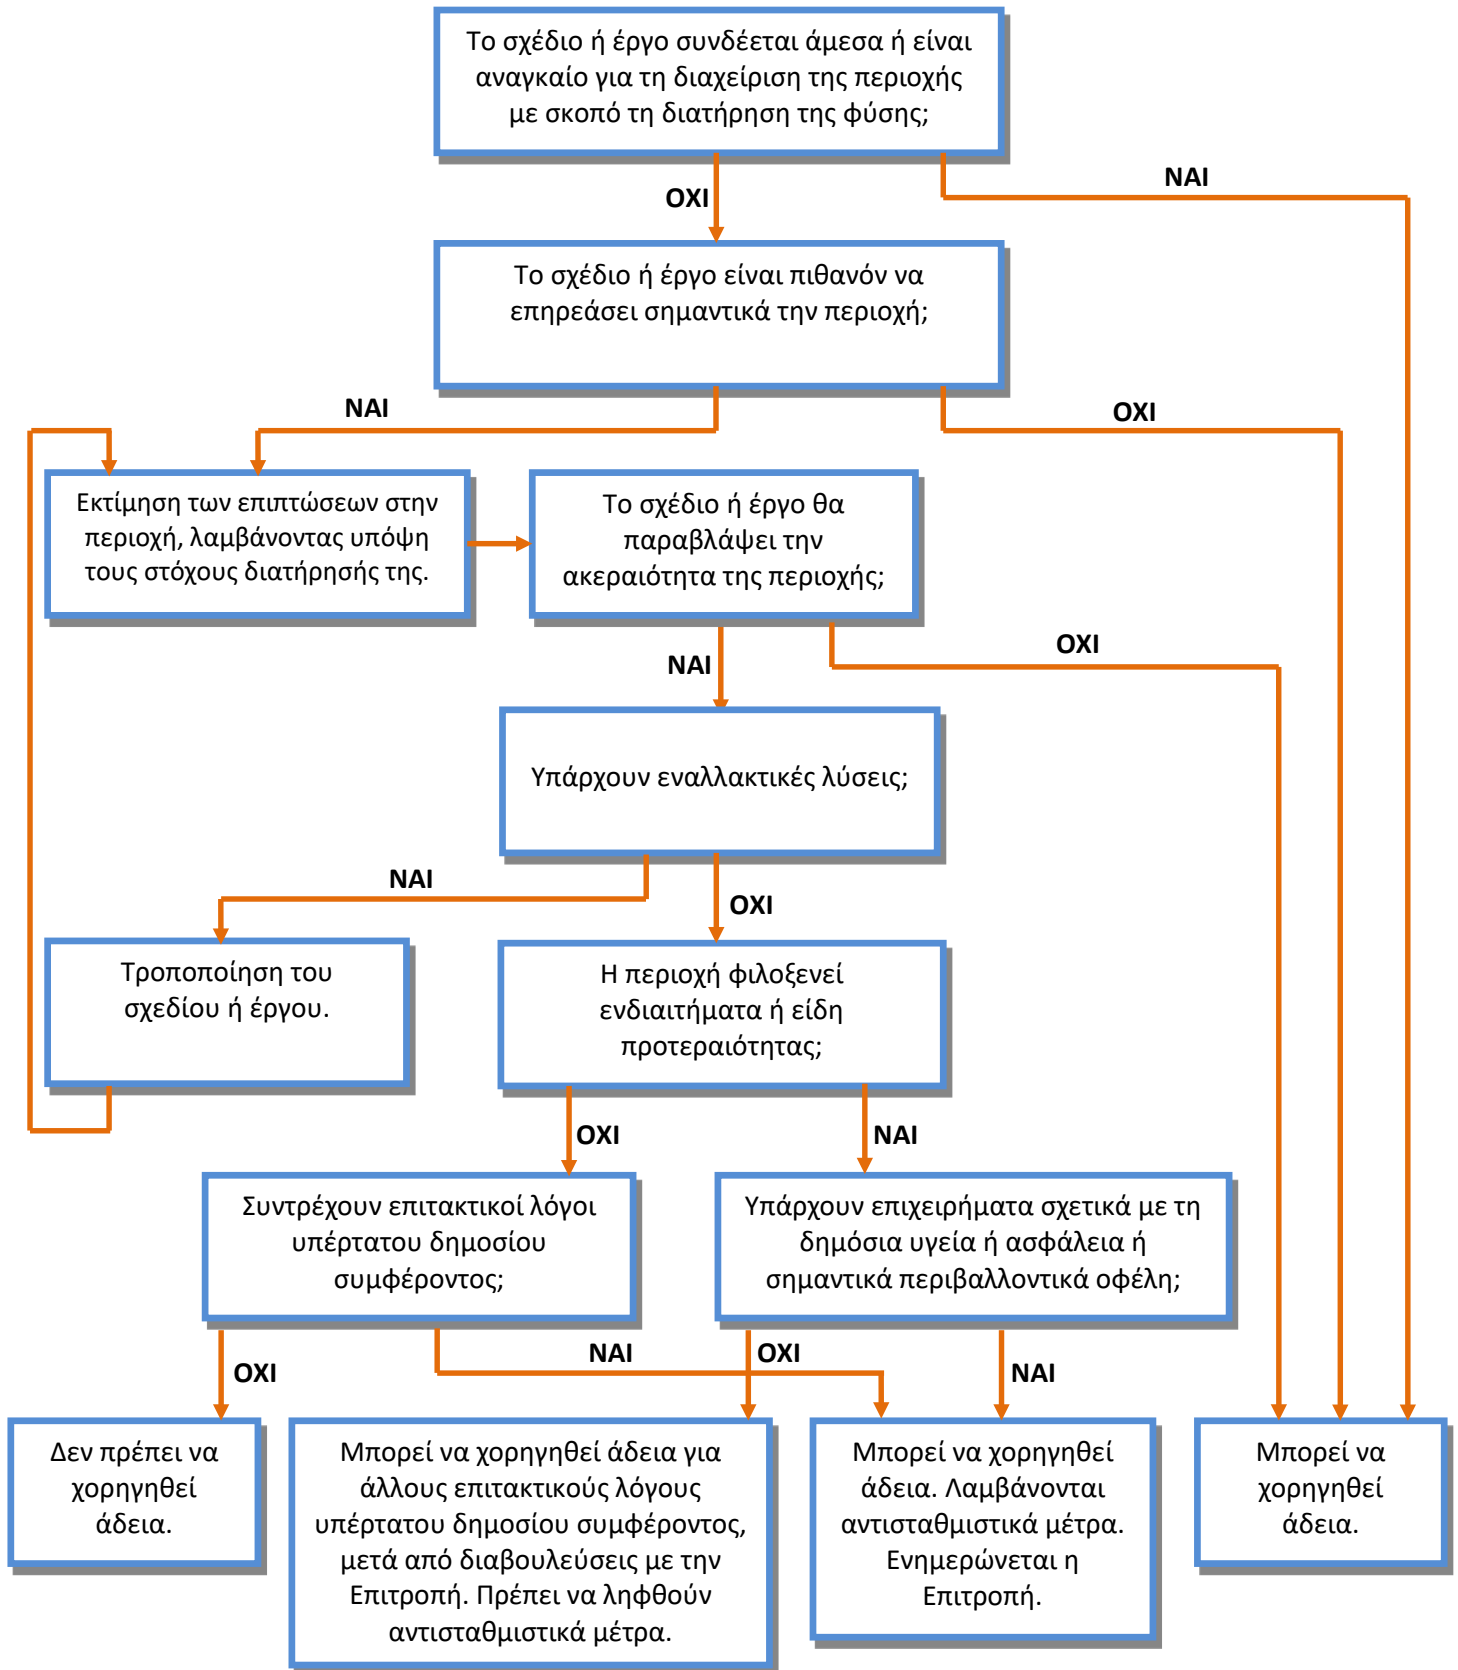 Το σχέδιο ή έργο συνδέεται άμεσα ή είναι
αναγκαίο για τη διαχείριση της περιοχής
με σκοπό τη διατήρηση της φύσης;
ΟΧΙ
ΝΑΙ
Το σχέδιο ή έργο είναι πιθανόν να
επηρεάσει σημαντικά την περιοχή;
ΝΑΙ
ΟΧΙ
Εκτίμηση των επιπτώσεων στην
περιοχή, λαμβάνοντας υπόψη
τους στόχους διατήρησής της.
Το σχέδιο ή έργο θα
παραβλάψει την
ακεραιότητα της περιοχής;
ΝΑΙ
ΟΧΙ
Υπάρχουν εναλλακτικές λύσεις;
ΝΑΙ
ΟΧΙ
Τροποποίηση του
σχεδίου ή έργου.
Η περιοχή φιλοξενεί
ενδιαιτήματα ή είδη
προτεραιότητας;
ΟΧΙ
ΝΑΙ
Συντρέχουν επιτακτικοί λόγοι
υπέρτατου δημοσίου
συμφέροντος;
Υπάρχουν επιχειρήματα σχετικά με τη
δημόσια υγεία ή ασφάλεια ή
σημαντικά περιβαλλοντικά οφέλη;
ΟΧΙ
ΝΑΙ
ΟΧΙ
ΝΑΙ
Δεν πρέπει να
χορηγηθεί
άδεια.
Μπορεί να χορηγηθεί άδεια για
άλλους επιτακτικούς λόγους
υπέρτατου δημοσίου συμφέροντος,
μετά από διαβουλεύσεις με την
Επιτροπή. Πρέπει να ληφθούν
αντισταθμιστικά μέτρα.
Μπορεί να χορηγηθεί
άδεια. Λαμβάνονται
αντισταθμιστικά μέτρα.
Ενημερώνεται η
Επιτροπή.
Μπορεί να
χορηγηθεί
άδεια.